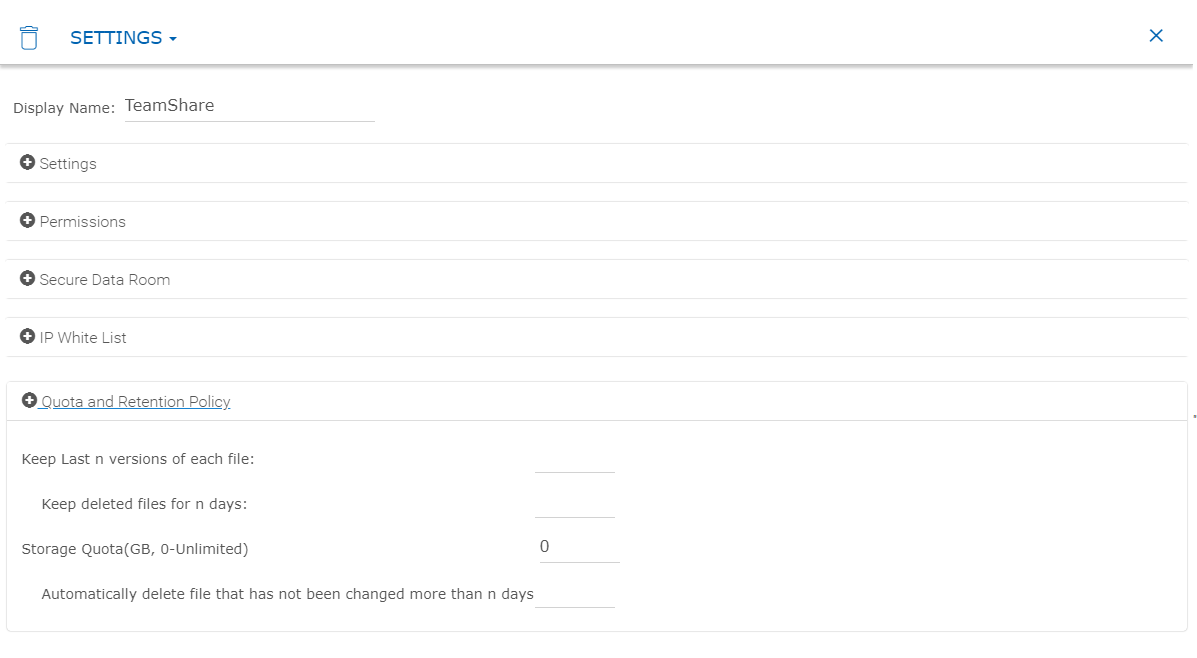 SETTINGS
Display Name: TeamShare
Settings
Permissions
Secure Data Room
IP White List
Quota and Retention Policy
Keep Last n versions of each file:
Keep deleted files for n days:
Storage Quota(GB, 0-Unlimited) 0
Automatically delete file that has not been changed more than n days